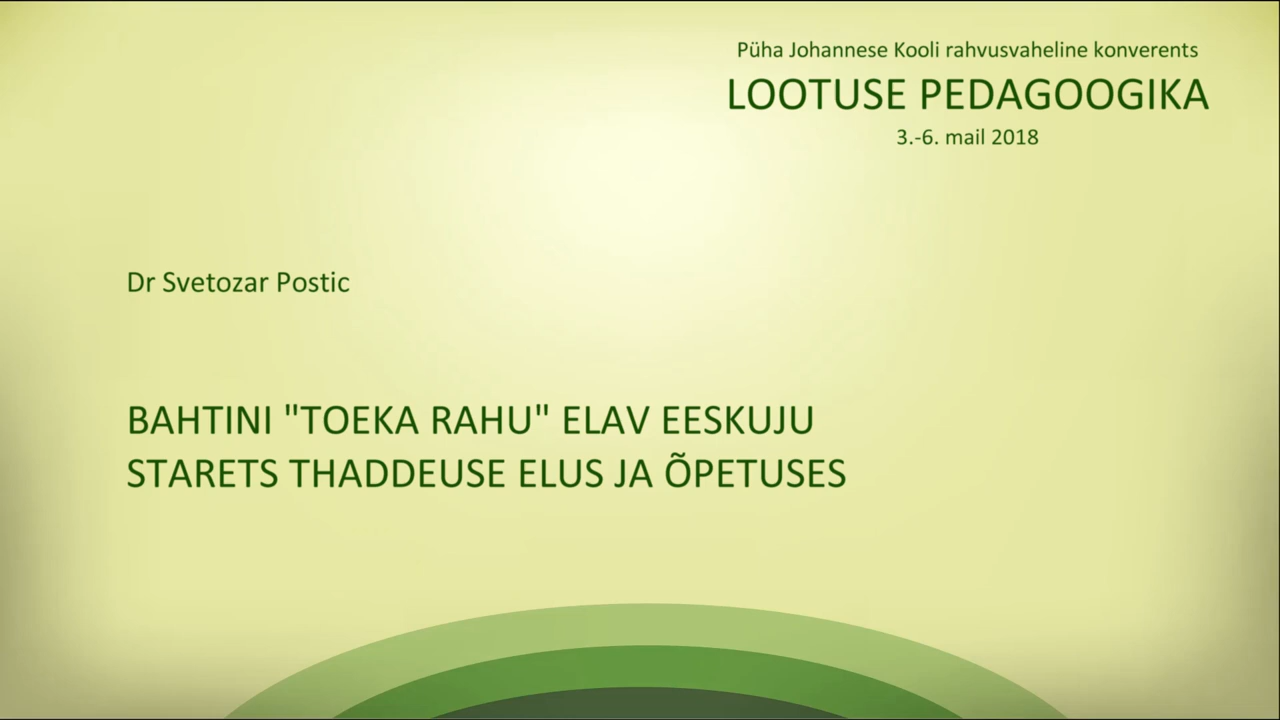 Püha Johannese Kooli rahvusvaheline konverents
LOOTUSE PEDAGOOGIKA
3.-6. mail 2018
Dr Svetozar Postic
BAHTINI "TOEKA RAHU" ELAV EESKUJU
STARETS THADDEUSE ELUS JA ÕPETUSES